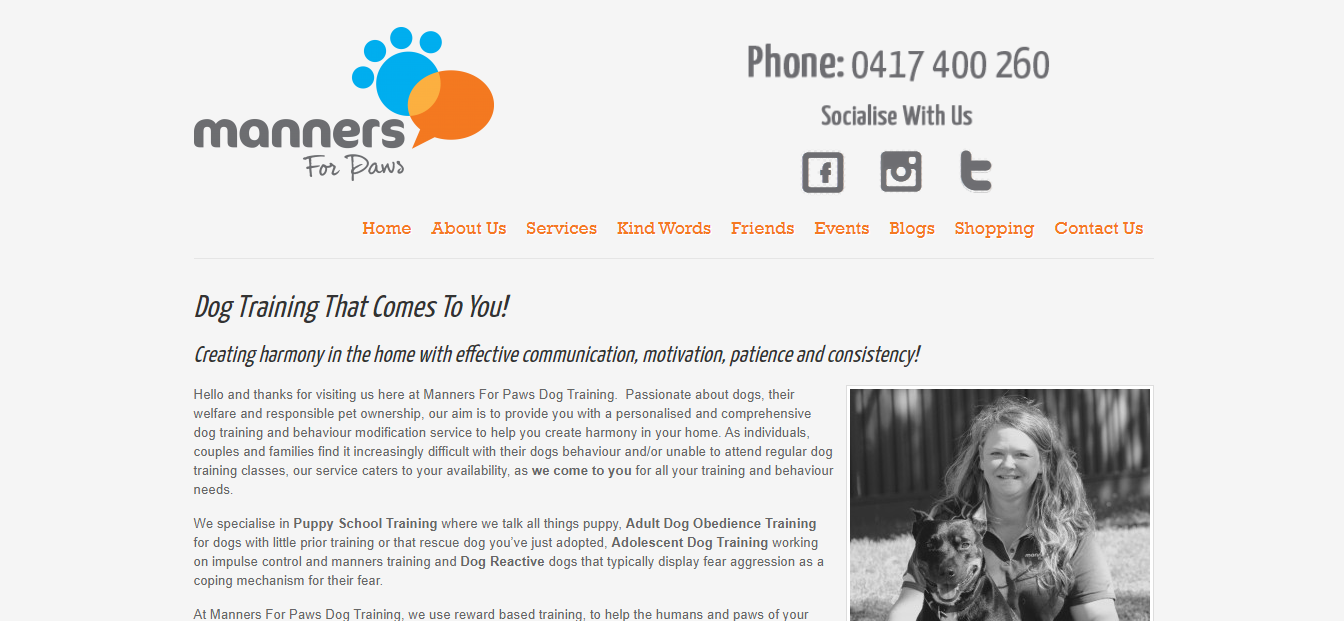 manners
For Paws
Phone: 0417 400 260
Socialise With Us
Home About Us Services Kind Words Friends Events Blogs Shopping Contact Us
Dog Training That Comes To You!
Creating harmony in the home with effective communication, motivation, patience and consistency!
Hello and thanks for visiting us here at Manners For Paws Dog Training.  Passionate about dogs, their
welfare and responsible pet ownership, our aim is to provide you with a personalised and comprehensive
dog training and behaviour modification service to help you create harmony in your home. As individuals,
couples and families find it increasingly difficult with their dogs behaviour and/or unable to attend regular dog
training classes, our service caters to your availability, as we come to you for all your training and behaviour
needs.
We specialise in Puppy School Training where we talk all things puppy, Adult Dog Obedience Training
for dogs with little prior training or that rescue dog you've just adopted, Adolescent Dog Training working
on impulse control and manners training and Dog Reactive dogs that typically display fear aggression as a
coping mechanism for their fear.
At Manners For Paws Dog Training, we use reward based training, to help the humans and paws of your